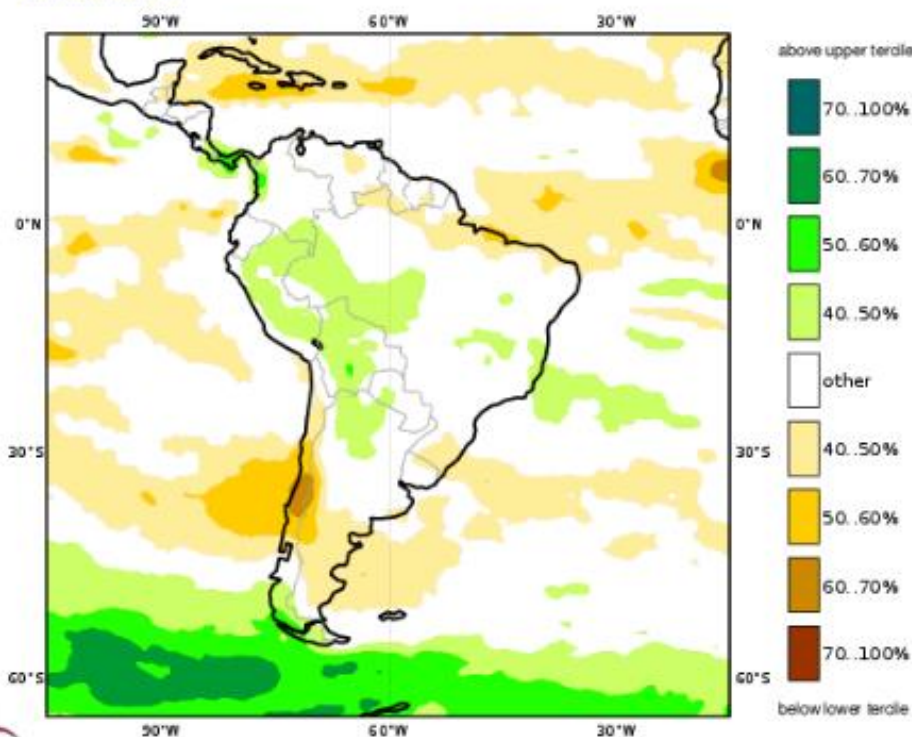 90°W 60°W 30°W
above upper tercile
70..100%
60..70%
50..60%
40..50%
other
40..50%
50..60%
60..70%
70..100%
below lower tercile
0°N 0°N
30°S 30°S
60°S 60°S
90°W 60°W 30°W